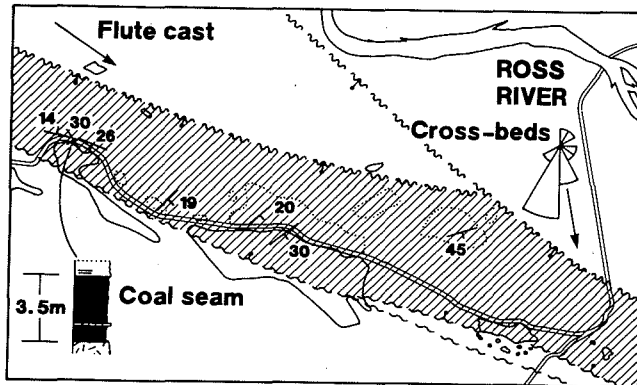 Flute cast
ROSS
RIVER
Cross-beds
14
30
26
19
20
30
45
3.5m
Coal seam